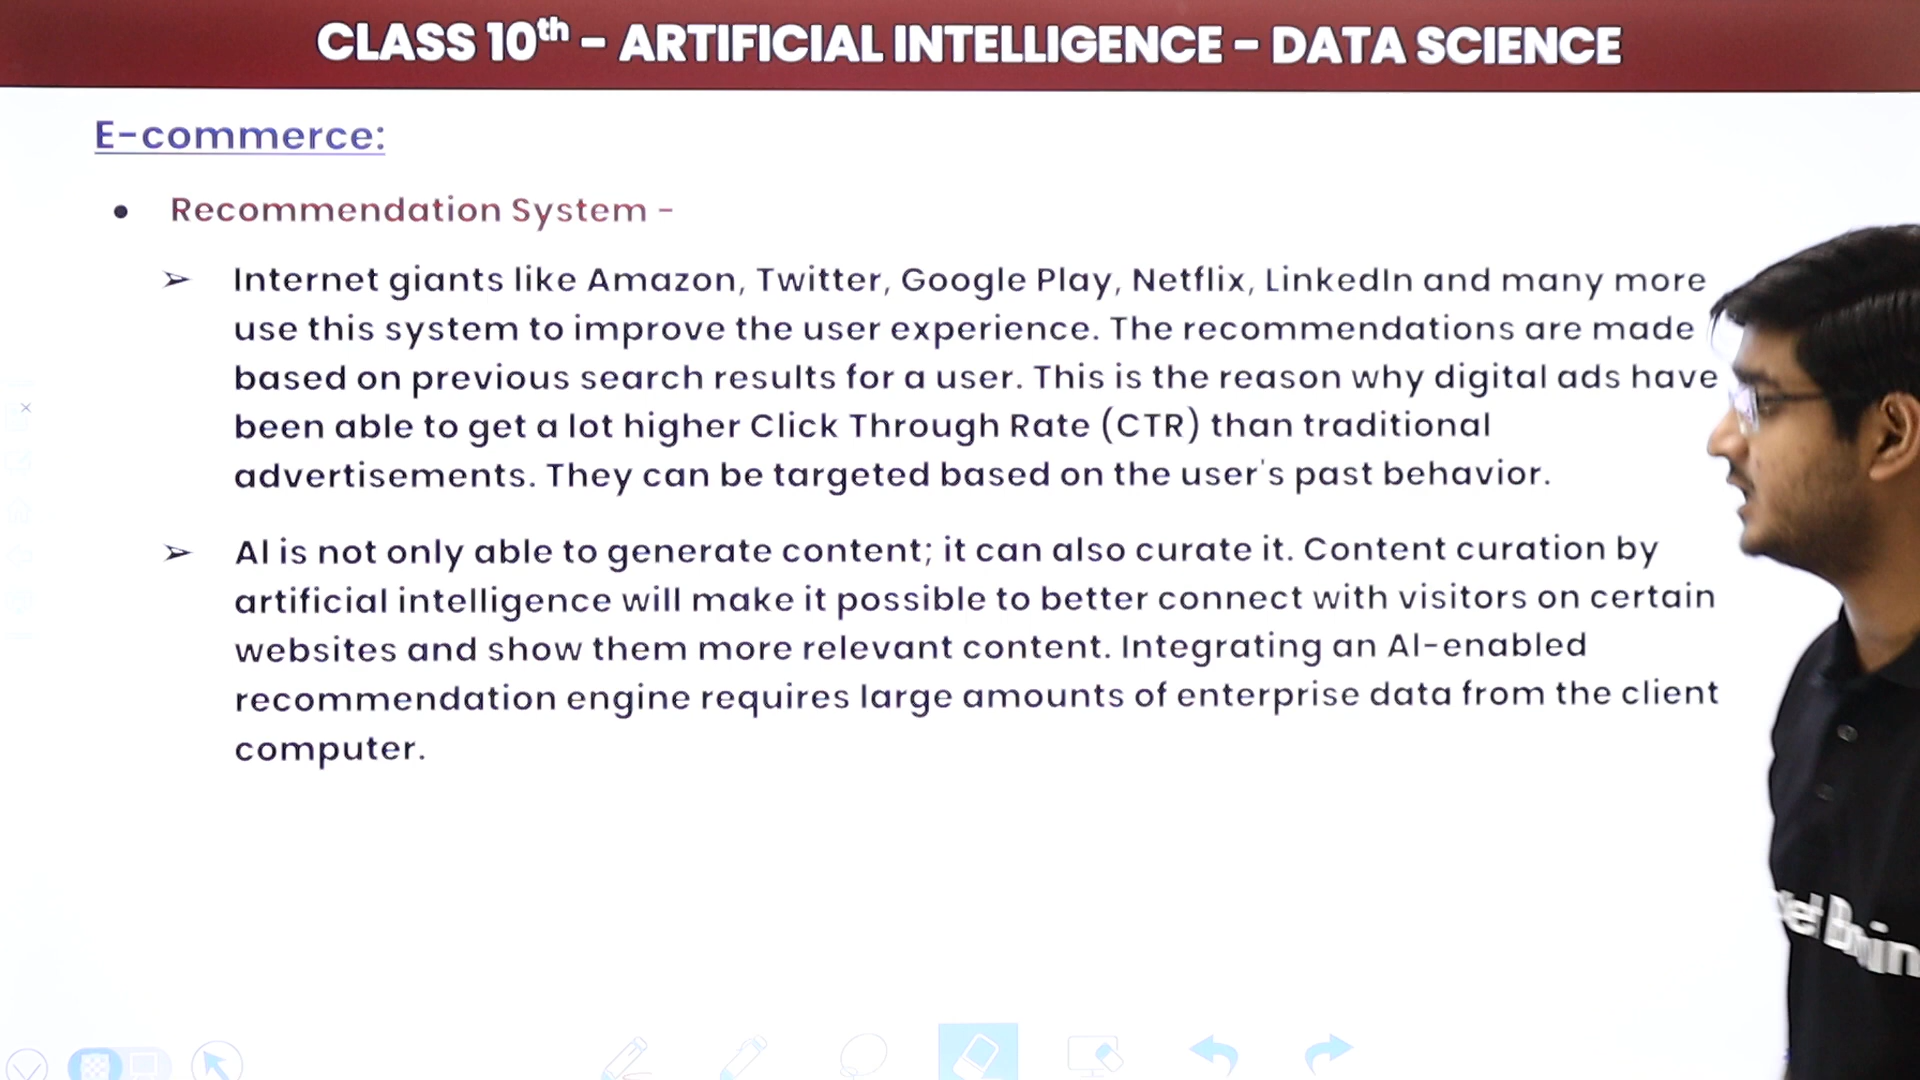 CLASS 10th – ARTIFICIAL INTELLIGENCE – DATA SCIENCE
E-commerce:
• Recommendation System -
➢ Internet giants like Amazon, Twitter, Google Play, Netflix, LinkedIn and many more
use this system to improve the user experience. The recommendations are made
based on previous search results for a user. This is the reason why digital ads have
been able to get a lot higher Click Through Rate (CTR) than traditional
advertisements. They can be targeted based on the user's past behavior.
➢ AI is not only able to generate content; it can also curate it. Content curation by
artificial intelligence will make it possible to better connect with visitors on certain
websites and show them more relevant content. Integrating an AI-enabled
recommendation engine requires large amounts of enterprise data from the client
computer.